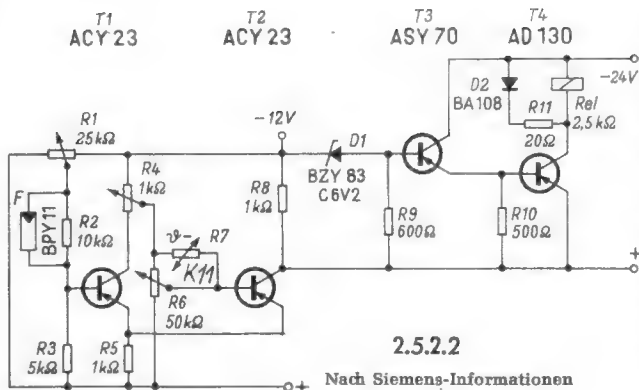 T1 T2 T3 T4
ACY 23 ACY 23 ASY 70 AD 130
-24V
D2
BA108
Rel
2,5kΩ
R11
20Ω
R1
25kΩ
-12V
D1
BZY 83
C6V2
R4
1kΩ
R8
1kΩ
F
BPY11
R2
10kΩ
ϑ-
R7
K11
R9
600Ω
R10
500Ω
+
R6
50kΩ
R3
5kΩ
R5
1kΩ
+
2.5.2.2
Nach Siemens-Informationen